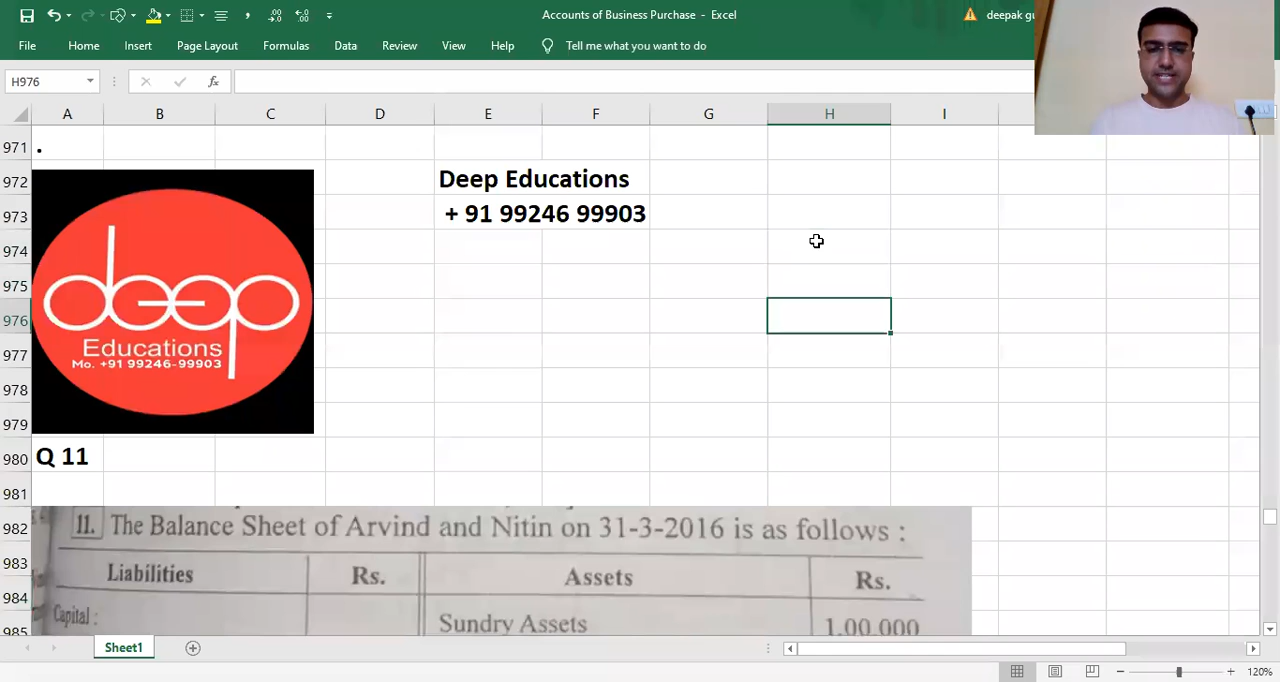 Accounts of Business Purchase - Excel
deepak gu
File Home Insert Page Layout Formulas Data Review View Help Tell me what you want to do
H976
fx
A B C D E F G H I
971 .
972 Deep Educations
973 + 91 99246 99903
974
975
976
977
978
979
deep
Educations
Mo. +91 99246-99903
980 Q 11
981
982 11. The Balance Sheet of Arvind and Nitin on 31-3-2016 is as follows :
983 Liabilities Rs. Assets Rs.
984
985 Capital : Sundry Assets 1,00,000
Sheet1
120%